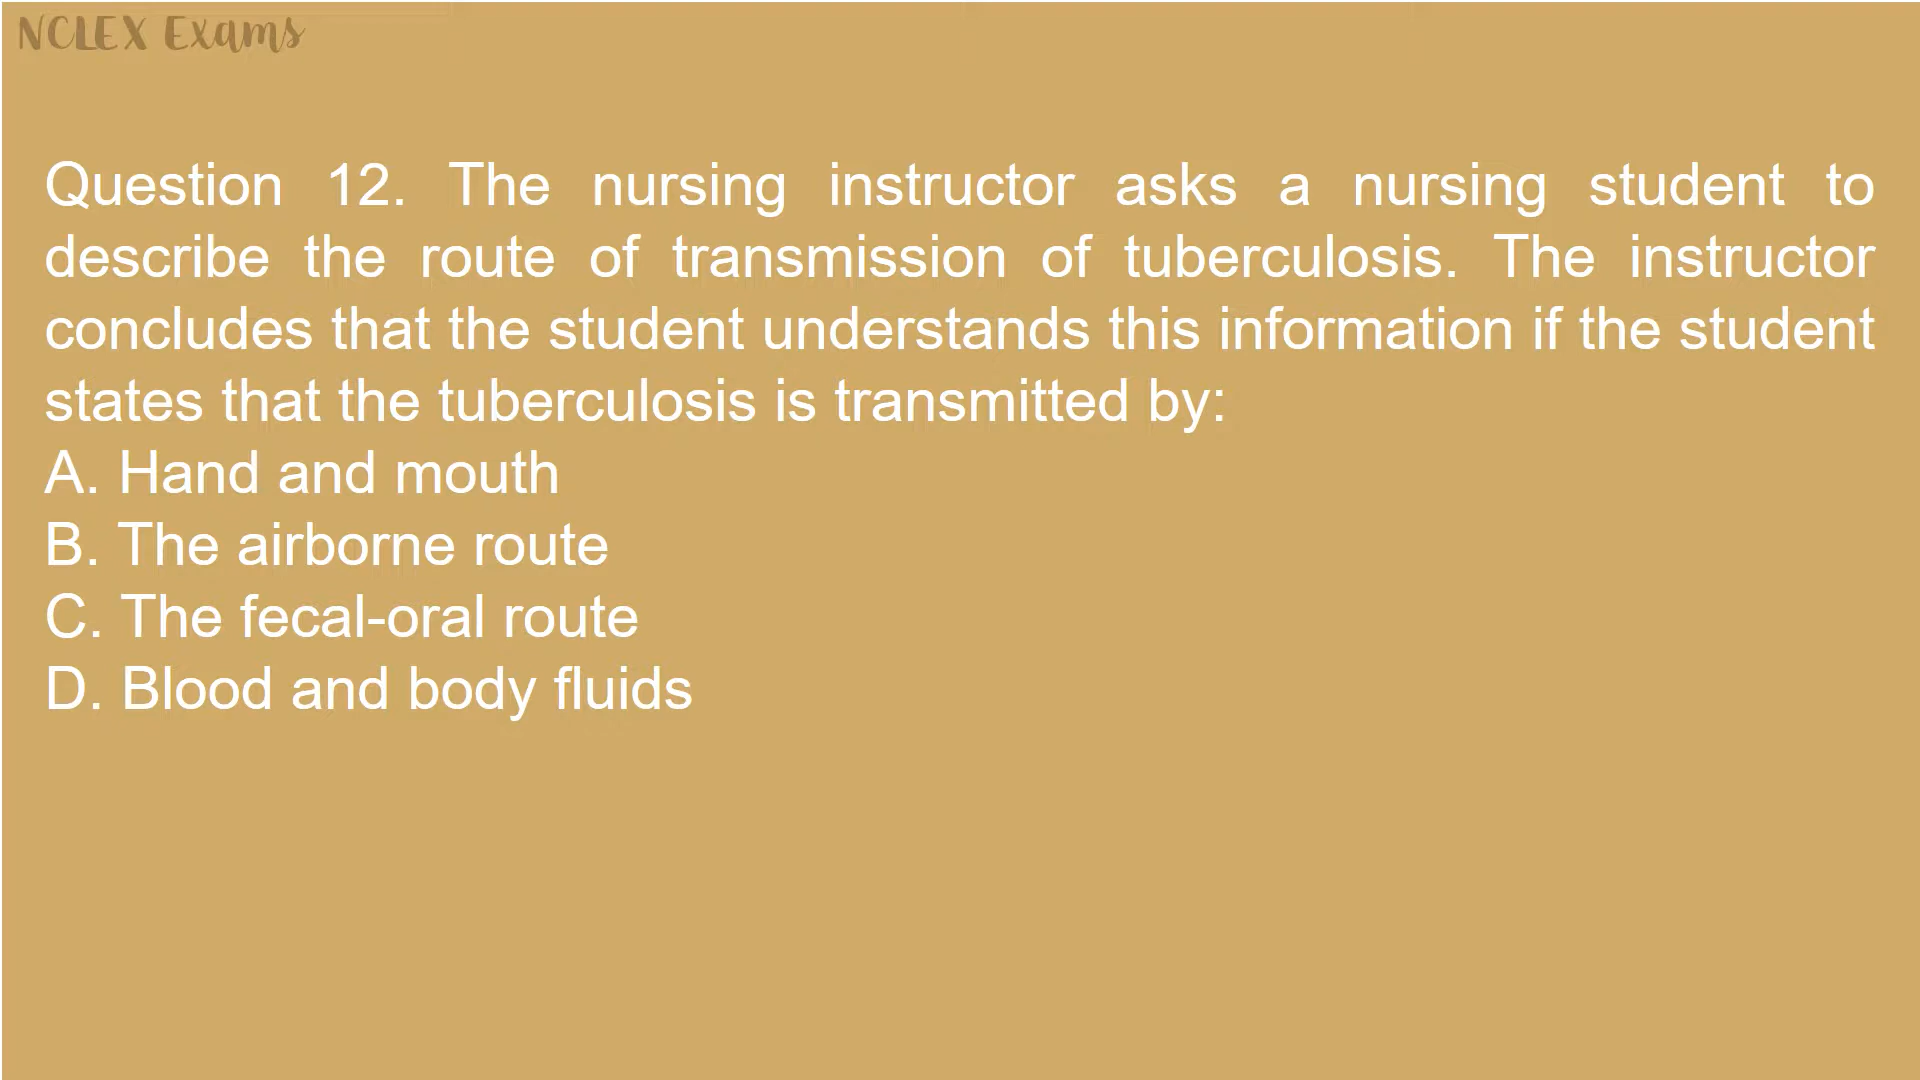 NCLEX Exams
Question 12. The nursing instructor asks a nursing student to
describe the route of transmission of tuberculosis. The instructor
concludes that the student understands this information if the student
states that the tuberculosis is transmitted by:
A. Hand and mouth
B. The airborne route
C. The fecal-oral route
D. Blood and body fluids